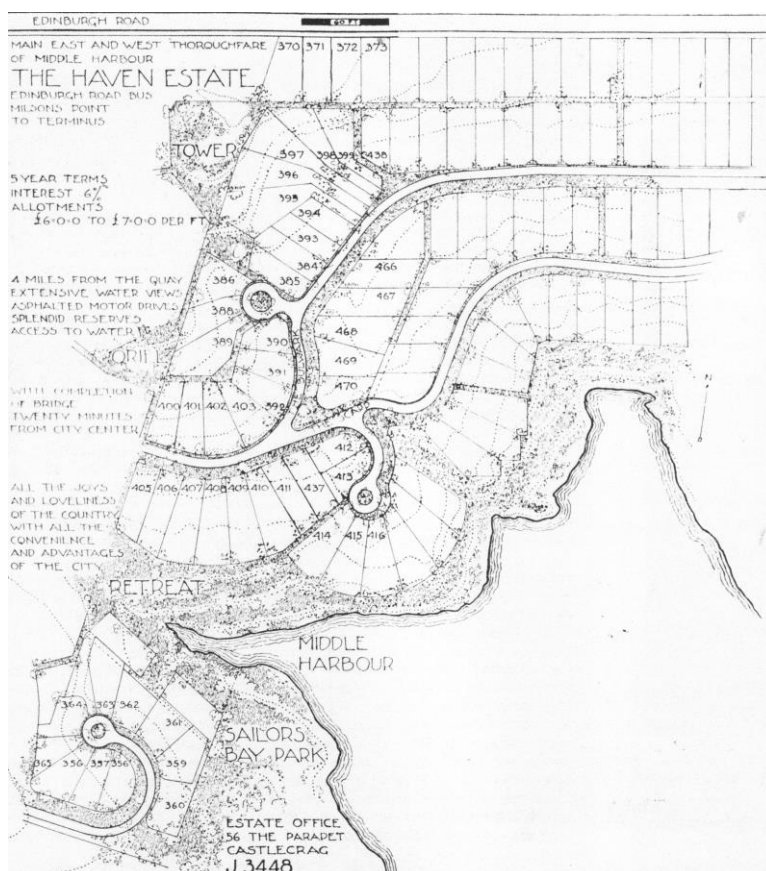 EDINBURGH ROAD
60 FT
MAIN EAST AND WEST THOROUGHFARE
OF MIDDLE HARBOUR
THE HAVEN ESTATE
EDINBURGH ROAD BUS
MILSONS POINT
TO TERMINUS
370 371 372 373
TOWER
397 398 399 438
396
395
394
393
384
385
5 YEAR TERMS
INTEREST 6%
ALLOTMENTS
£6·0·0 TO £7·0·0 PER FT
386
388
389
390
391
392
466
467
468
469
470
4 MILES FROM THE QUAY
EXTENSIVE WATER VIEWS
ASPHALTED MOTOR DRIVES
SPLENDID RESERVES
ACCESS TO WATER
N
WITH COMPLETION
OF BRIDGE
TWENTY MINUTES
FROM CITY CENTER
400 401 402 403
412
413
405 406 407 408 409 410 411 437
414 415 416
ALL THE JOYS
AND LOVELINESS
OF THE COUNTRY
WITH ALL THE
CONVENIENCE
AND ADVANTAGES
OF THE CITY
RETREAT
MIDDLE
HARBOUR
364 363 362
361
365 356 357 358
359
360
SAILORS
BAY PARK
ESTATE OFFICE
56 THE PARAPET
CASTLECRAG
J 3448